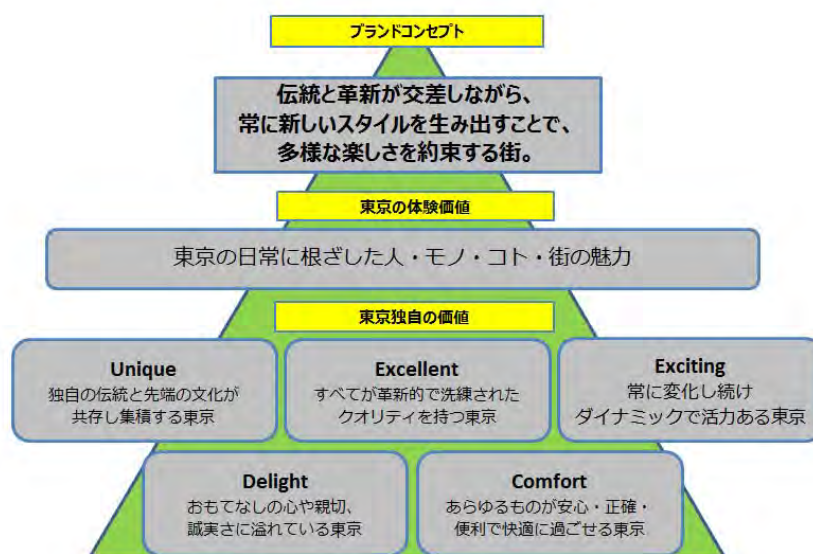 ブランドコンセプト
伝統と革新が交差しながら、
常に新しいスタイルを生み出すことで、
多様な楽しさを約束する街。
東京の体験価値
東京の日常に根ざした人・モノ・コト・街の魅力
東京独自の価値
Unique
独自の伝統と先端の文化が
共存し集積する東京
Excellent
すべてが革新的で洗練された
クオリティを持つ東京
Exciting
常に変化し続け
ダイナミックで活力ある東京
Delight
おもてなしの心や親切、
誠実さに溢れている東京
Comfort
あらゆるものが安心・正確・
便利で快適に過ごせる東京